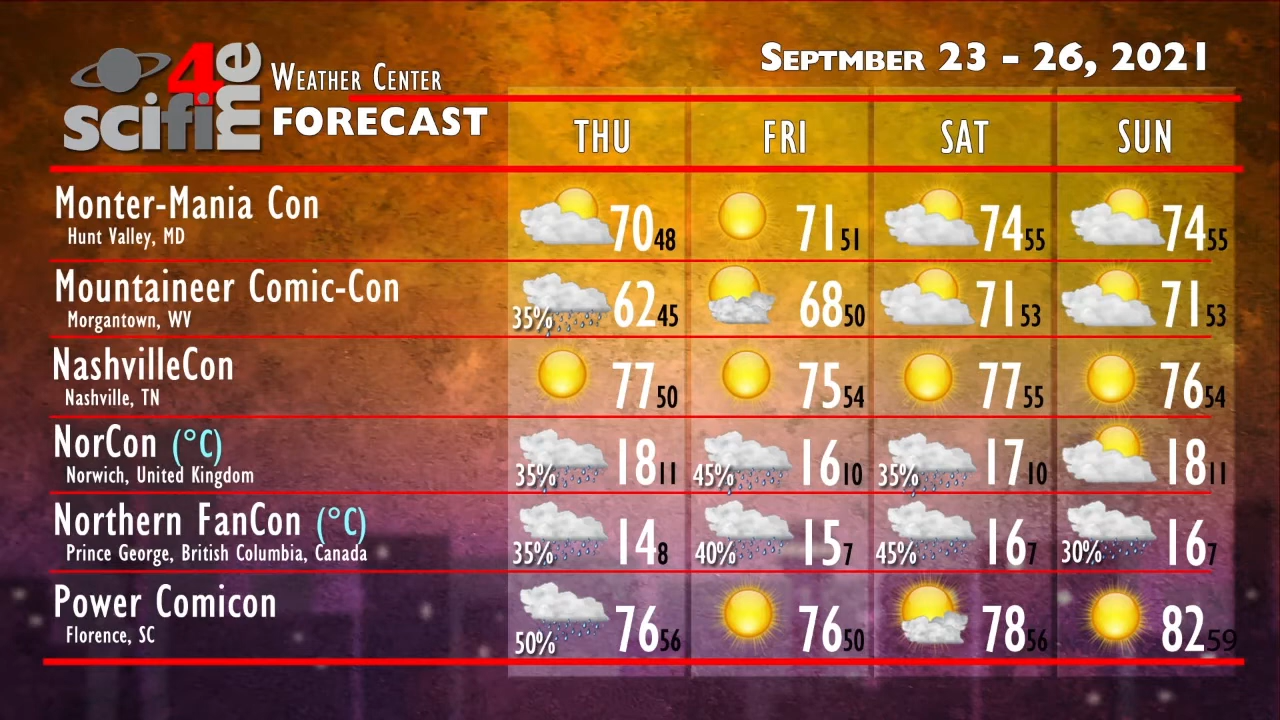 scifi4me
Weather Center
FORECAST
Septmber 23 - 26, 2021
THU FRI SAT SUN
Monter-Mania Con
Hunt Valley, MD
70 48 71 51 74 55 74 55
Mountaineer Comic-Con
Morgantown, WV
35% 62 45 68 50 71 53 71 53
NashvilleCon
Nashville, TN
77 50 75 54 77 55 76 54
NorCon (°C)
Norwich, United Kingdom
35% 18 11 45% 16 10 35% 17 10 18 11
Northern FanCon (°C)
Prince George, British Columbia, Canada
35% 14 8 40% 15 7 45% 16 7 30% 16 7
Power Comicon
Florence, SC
50% 76 56 76 50 78 56 82 59